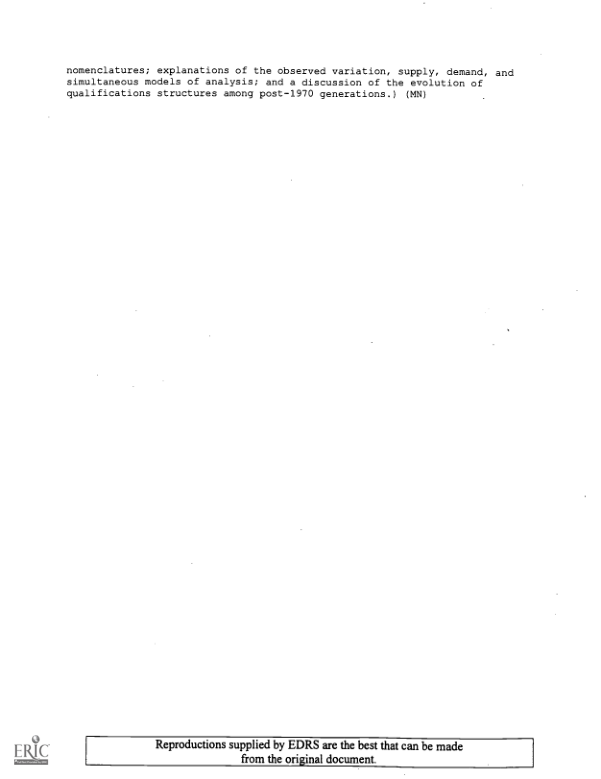 nomenclatures; explanations of the observed variation, supply, demand, and
simultaneous models of analysis; and a discussion of the evolution of
qualifications structures among post-1970 generations.) (MN)
ERIC
Reproductions supplied by EDRS are the best that can be made
from the original document.